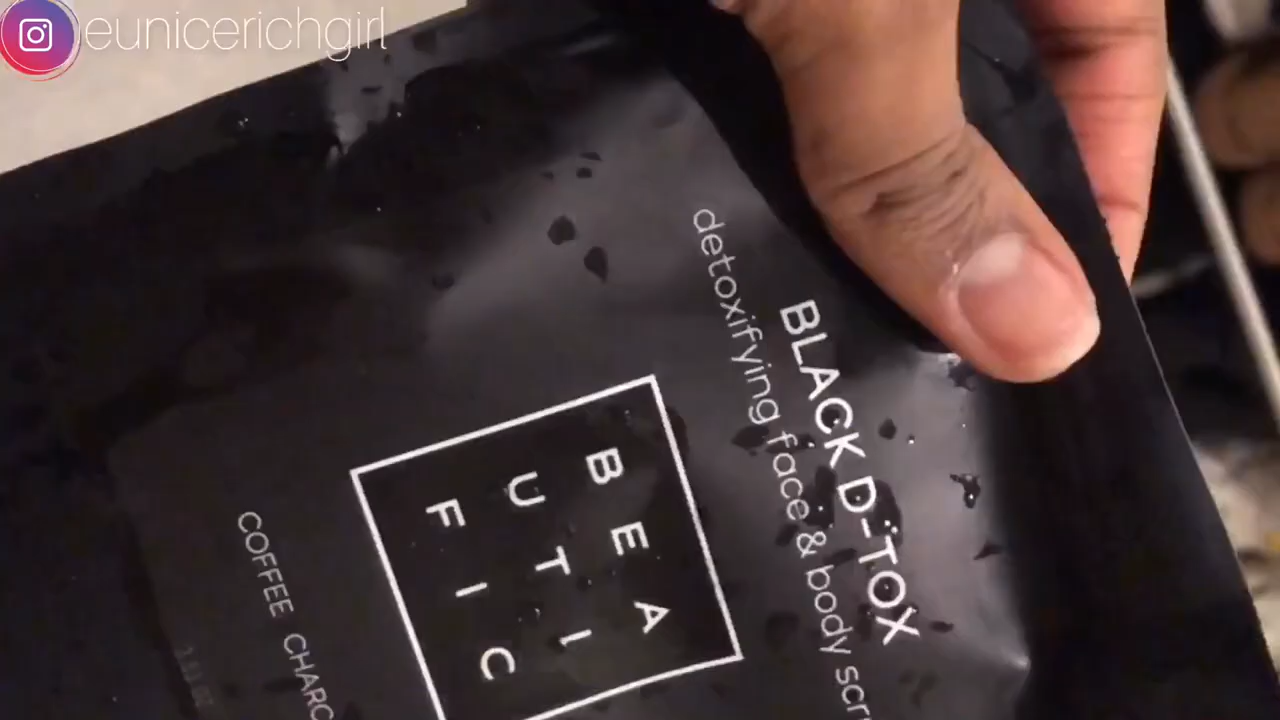 eunicerichgirl
BLACK D-TOX
detoxifying face & body scr
BEA
UTI
FIC
COFFEE CHARC